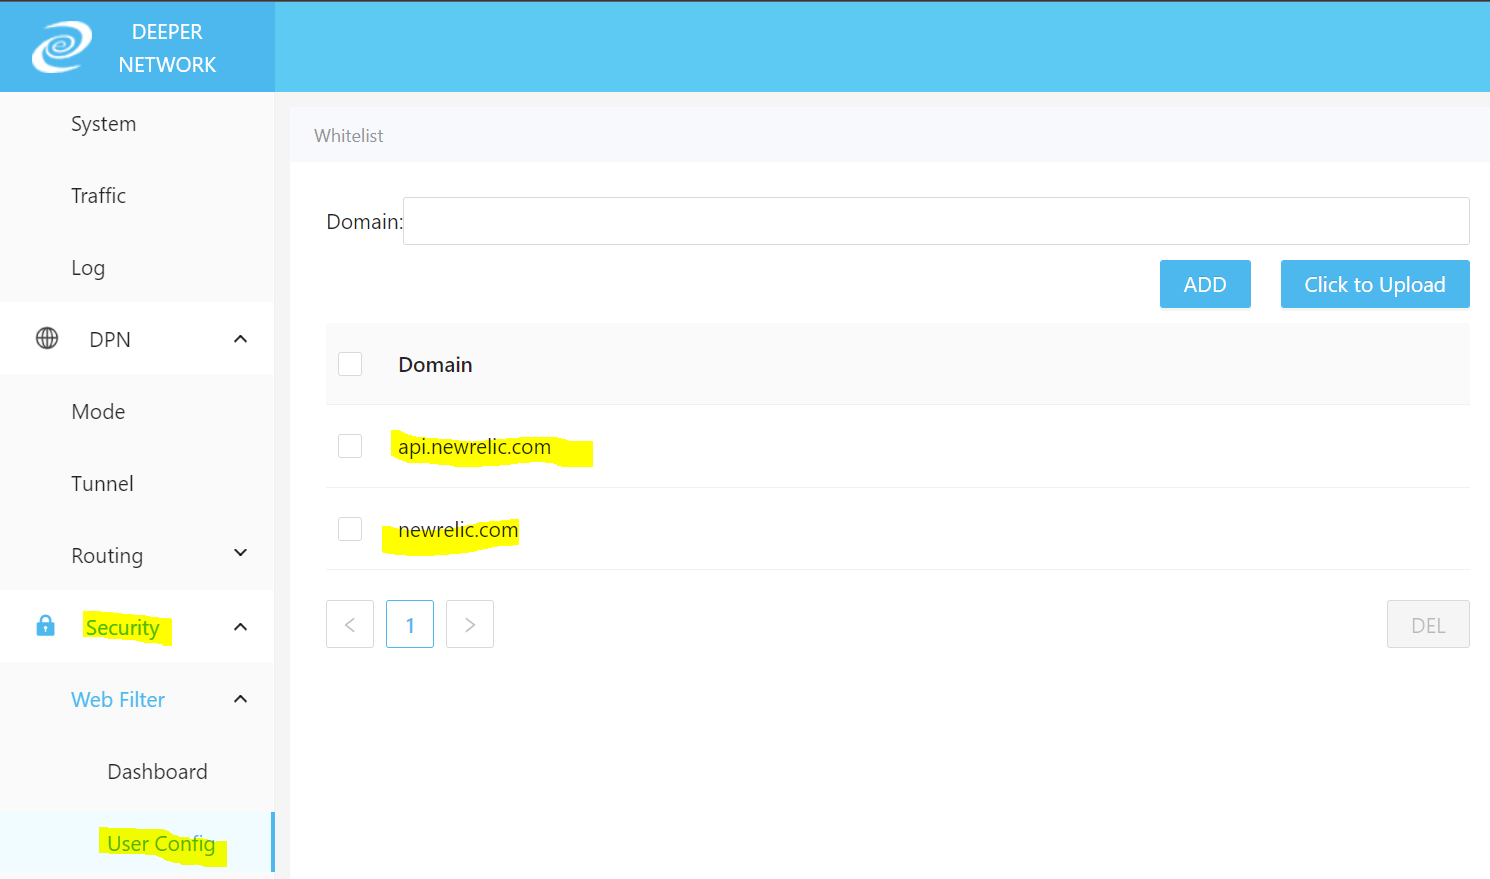 DEEPER
NETWORK
System
Traffic
Log
DPN
Mode
Tunnel
Routing
Security
Web Filter
Dashboard
User Config
Whitelist
Domain:
ADD
Click to Upload
Domain
api.newrelic.com
newrelic.com
< 1 >
DEL